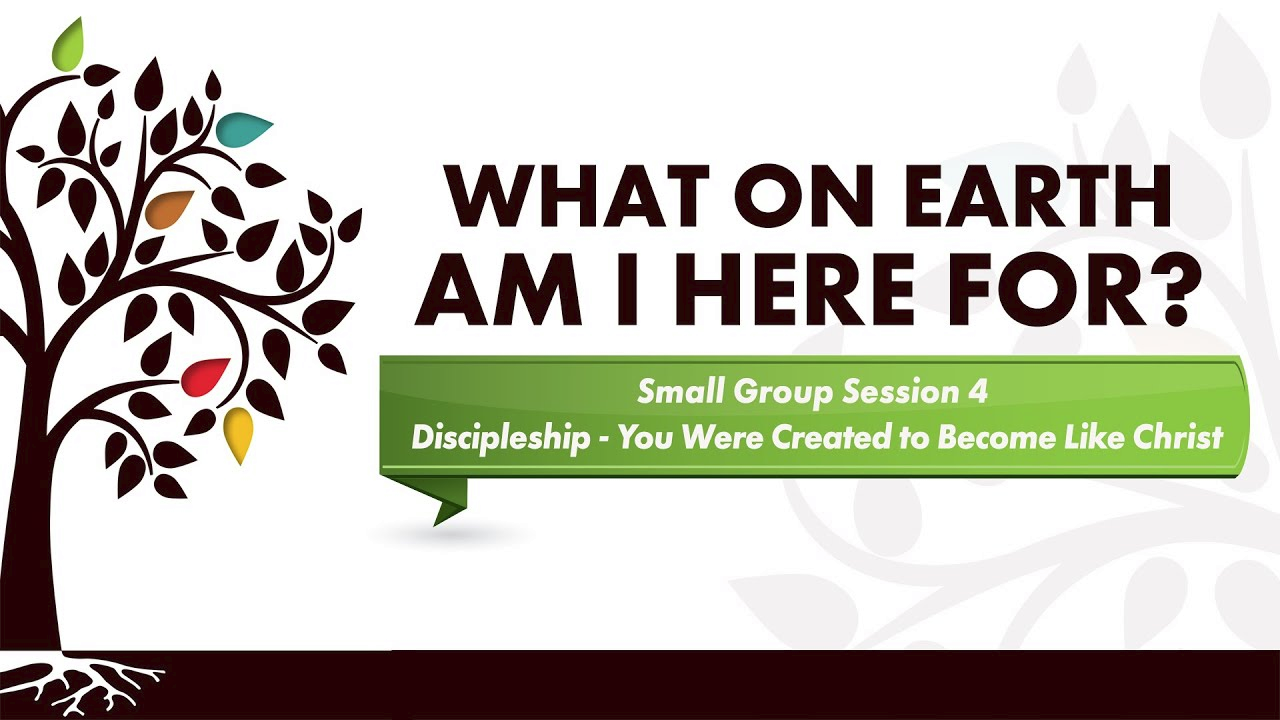 WHAT ON EARTH
AM I HERE FOR?
Small Group Session 4
Discipleship - You Were Created to Become Like Christ